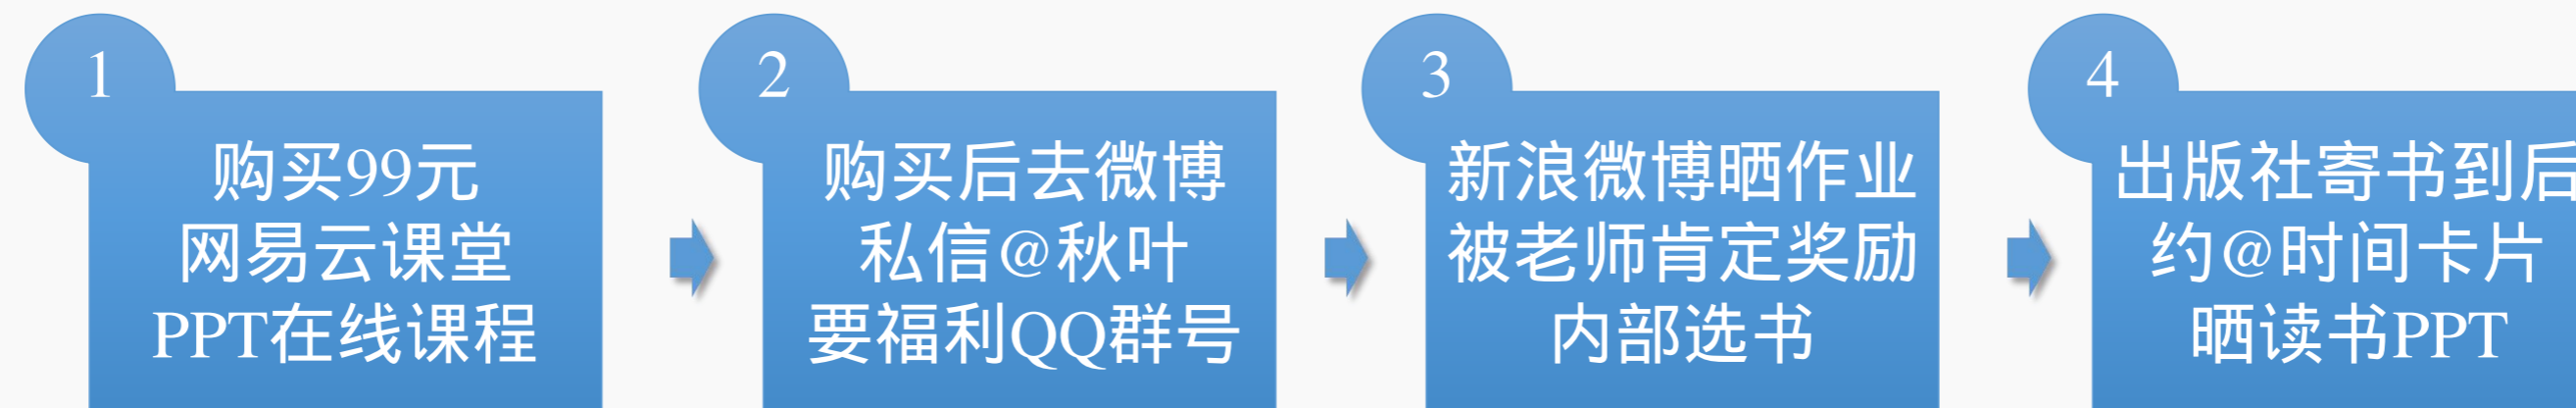 1
购买99元
网易云课堂
PPT在线课程
2
购买后去微博
私信@秋叶
要福利QQ群号
3
新浪微博晒作业
被老师肯定奖励
内部选书
4
出版社寄书到后
约@时间卡片
晒读书PPT